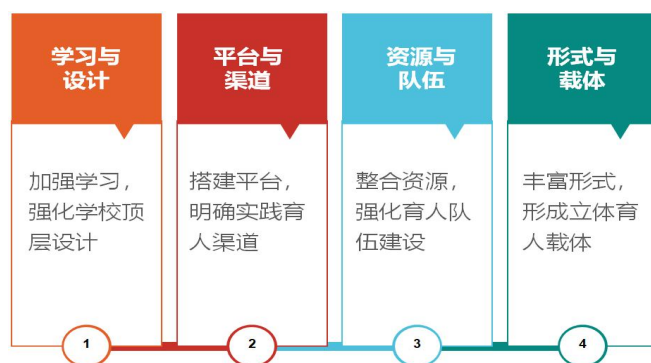 学习与
设计
加强学习，
强化学校顶
层设计
1
平台与
渠道
搭建平台，
明确实践育
人渠道
2
资源与
队伍
整合资源，
强化育人队
伍建设
3
形式与
载体
丰富形式，
形成立体育
人载体
4